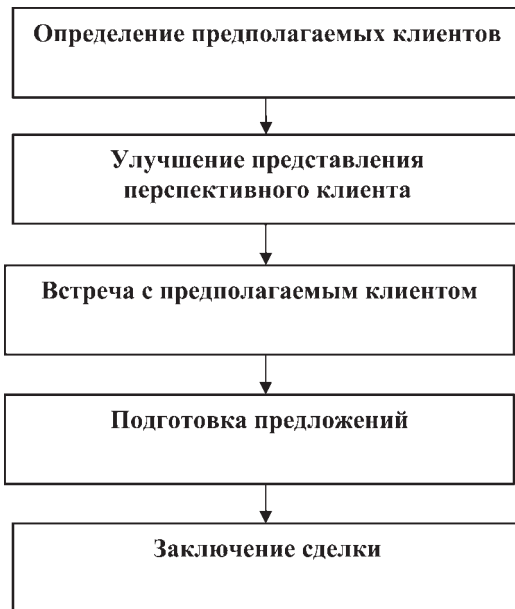 Определение предполагаемых клиентов
Улучшение представления
перспективного клиента
Встреча с предполагаемым клиентом
Подготовка предложений
Заключение сделки